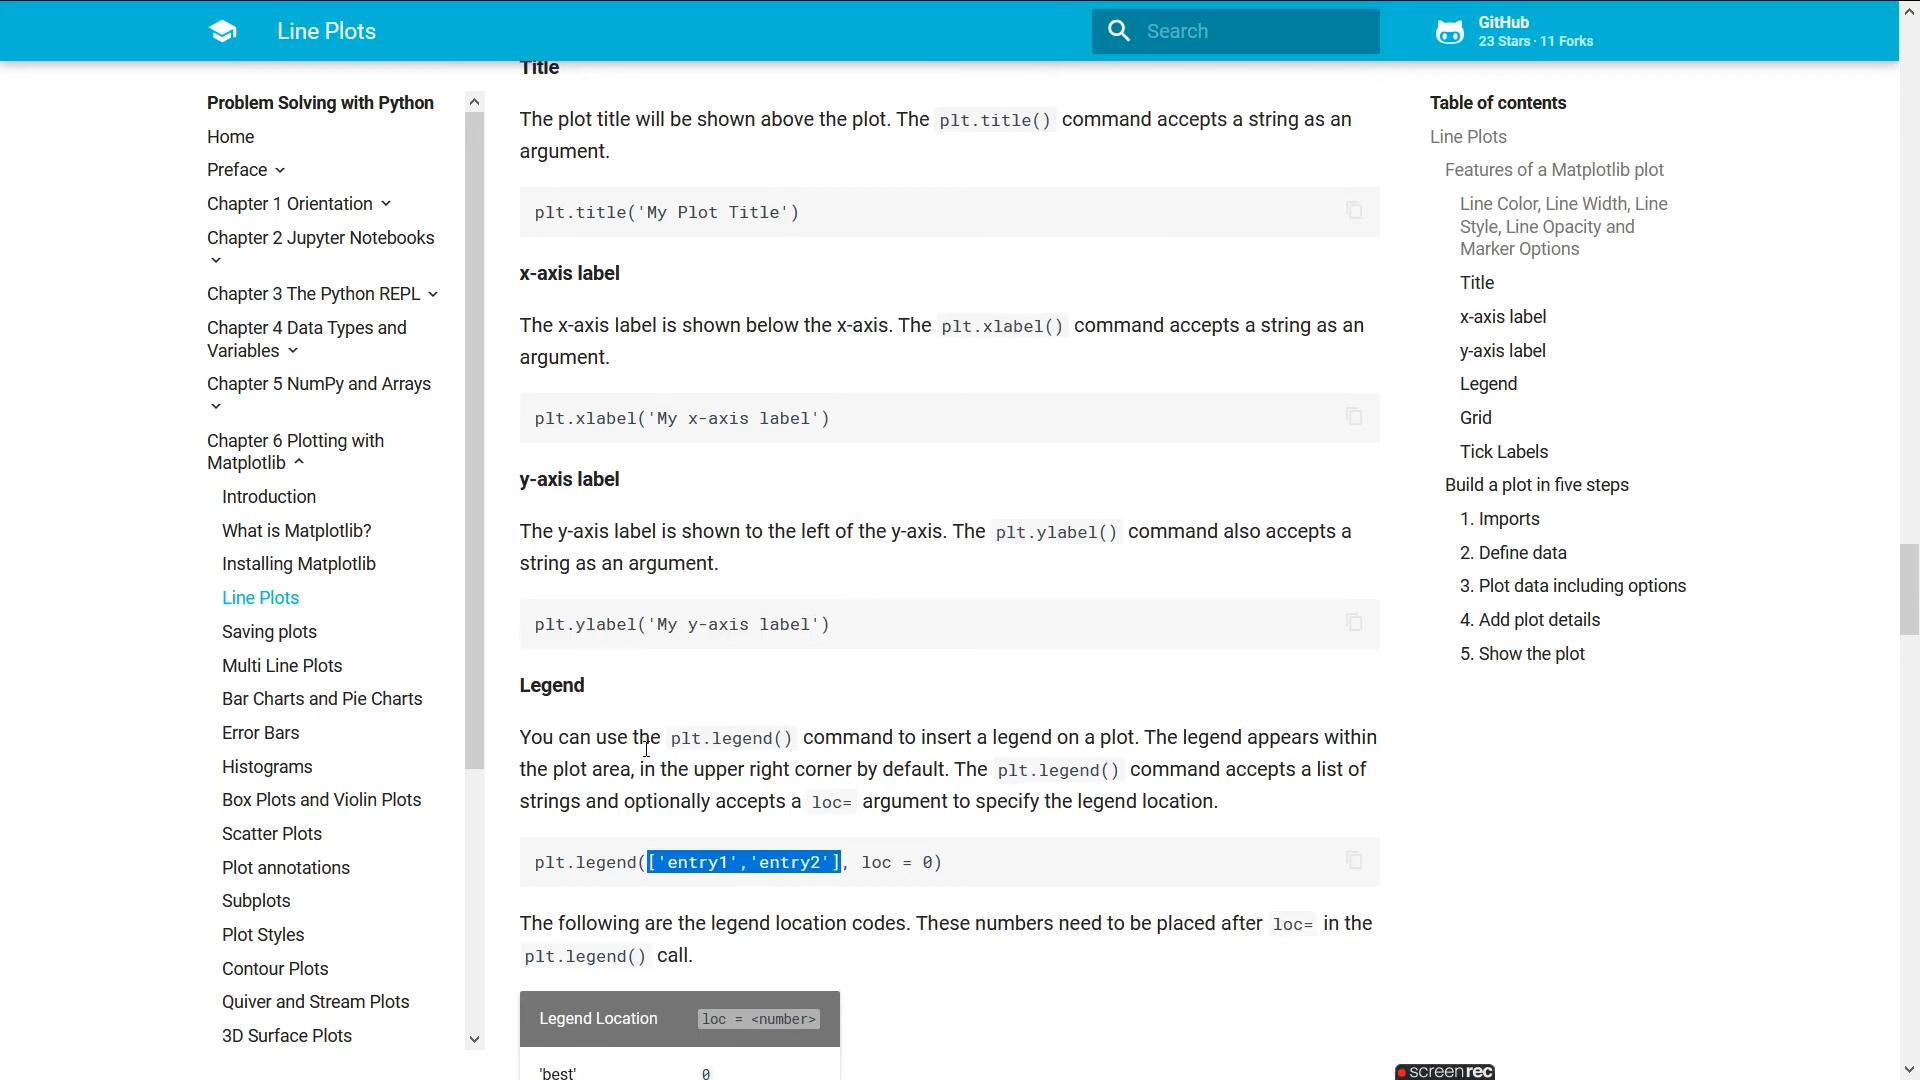 Line Plots
Search
GitHub
23 Stars · 11 Forks
Problem Solving with Python
Home
Preface
Chapter 1 Orientation
Chapter 2 Jupyter Notebooks
Chapter 3 The Python REPL
Chapter 4 Data Types and
Variables
Chapter 5 NumPy and Arrays
Chapter 6 Plotting with
Matplotlib
Introduction
What is Matplotlib?
Installing Matplotlib
Line Plots
Saving plots
Multi Line Plots
Bar Charts and Pie Charts
Error Bars
Histograms
Box Plots and Violin Plots
Scatter Plots
Plot annotations
Subplots
Plot Styles
Contour Plots
Quiver and Stream Plots
3D Surface Plots
Title
The plot title will be shown above the plot. The plt.title() command accepts a string as an
argument.
plt.title('My Plot Title')
x-axis label
The x-axis label is shown below the x-axis. The plt.xlabel() command accepts a string as an
argument.
plt.xlabel('My x-axis label')
y-axis label
The y-axis label is shown to the left of the y-axis. The plt.ylabel() command also accepts a
string as an argument.
plt.ylabel('My y-axis label')
Legend
You can use the plt.legend() command to insert a legend on a plot. The legend appears within
the plot area, in the upper right corner by default. The plt.legend() command accepts a list of
strings and optionally accepts a loc= argument to specify the legend location.
plt.legend(['entry1','entry2'], loc = 0)
The following are the legend location codes. These numbers need to be placed after loc= in the
plt.legend() call.
Legend Location loc = <number>
'best' 0
Table of contents
Line Plots
Features of a Matplotlib plot
Line Color, Line Width, Line
Style, Line Opacity and
Marker Options
Title
x-axis label
y-axis label
Legend
Grid
Tick Labels
Build a plot in five steps
1. Imports
2. Define data
3. Plot data including options
4. Add plot details
5. Show the plot
screenrec